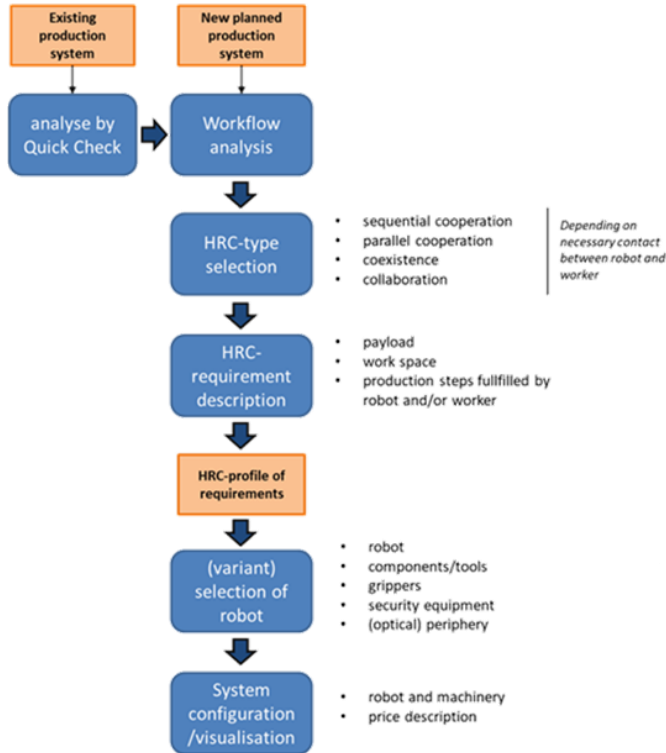 Existing
production
system
New planned
production
system
analyse by
Quick Check
Workflow
analysis
HRC-type
selection
• sequential cooperation
• parallel cooperation
• coexistence
• collaboration
Depending on
necessary contact
between robot and
worker
HRC-
requirement
description
• payload
• work space
• production steps fullfilled by
robot and/or worker
HRC-profile of
requirements
(variant)
selection of
robot
• robot
• components/tools
• grippers
• security equipment
• (optical) periphery
System
configuration
/visualisation
• robot and machinery
• price description